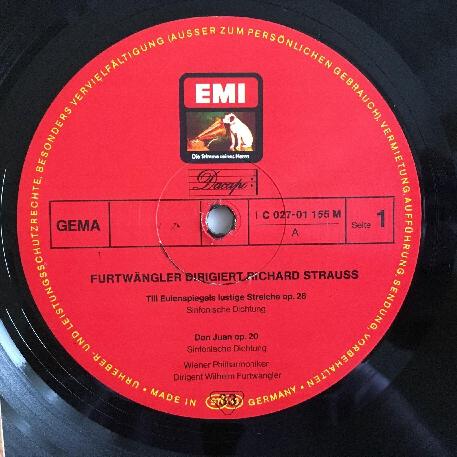 URHEBER- UND LEISTUNGSSCHUTZRECHTE, BESONDERS VERVIELFÄLTIGUNG (AUSSER ZUM PERSÖNLICHEN GEBRAUCH), VERMIETUNG, AUFFÜHRUNG, SENDUNG, VORBEHALTEN!
EMI
Die Stimme seines Herrn
Dacapo
GEMA
1 C 027-01 155 M
A
Seite 1
FURTWÄNGLER DIRIGIERT RICHARD STRAUSS
Till Eulenspiegels lustige Streiche op. 28
Sinfonische Dichtung
Don Juan op. 20
Sinfonische Dichtung
Wiener Philharmoniker
Dirigent Wilhelm Furtwängler
MADE IN GERMANY
33